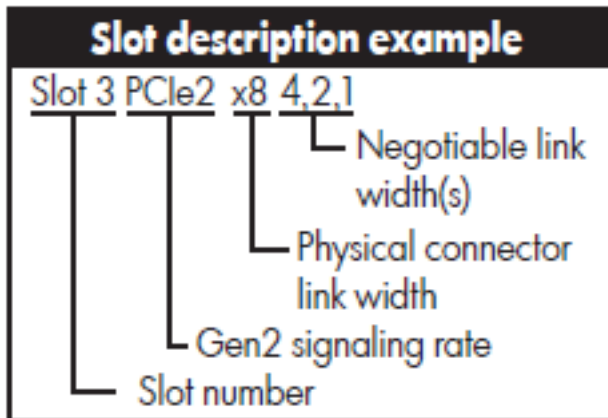 Slot description example
Slot 3 PCIe2 x8 4,2,1
Negotiable link
width(s)
Physical connector
link width
Gen2 signaling rate
Slot number